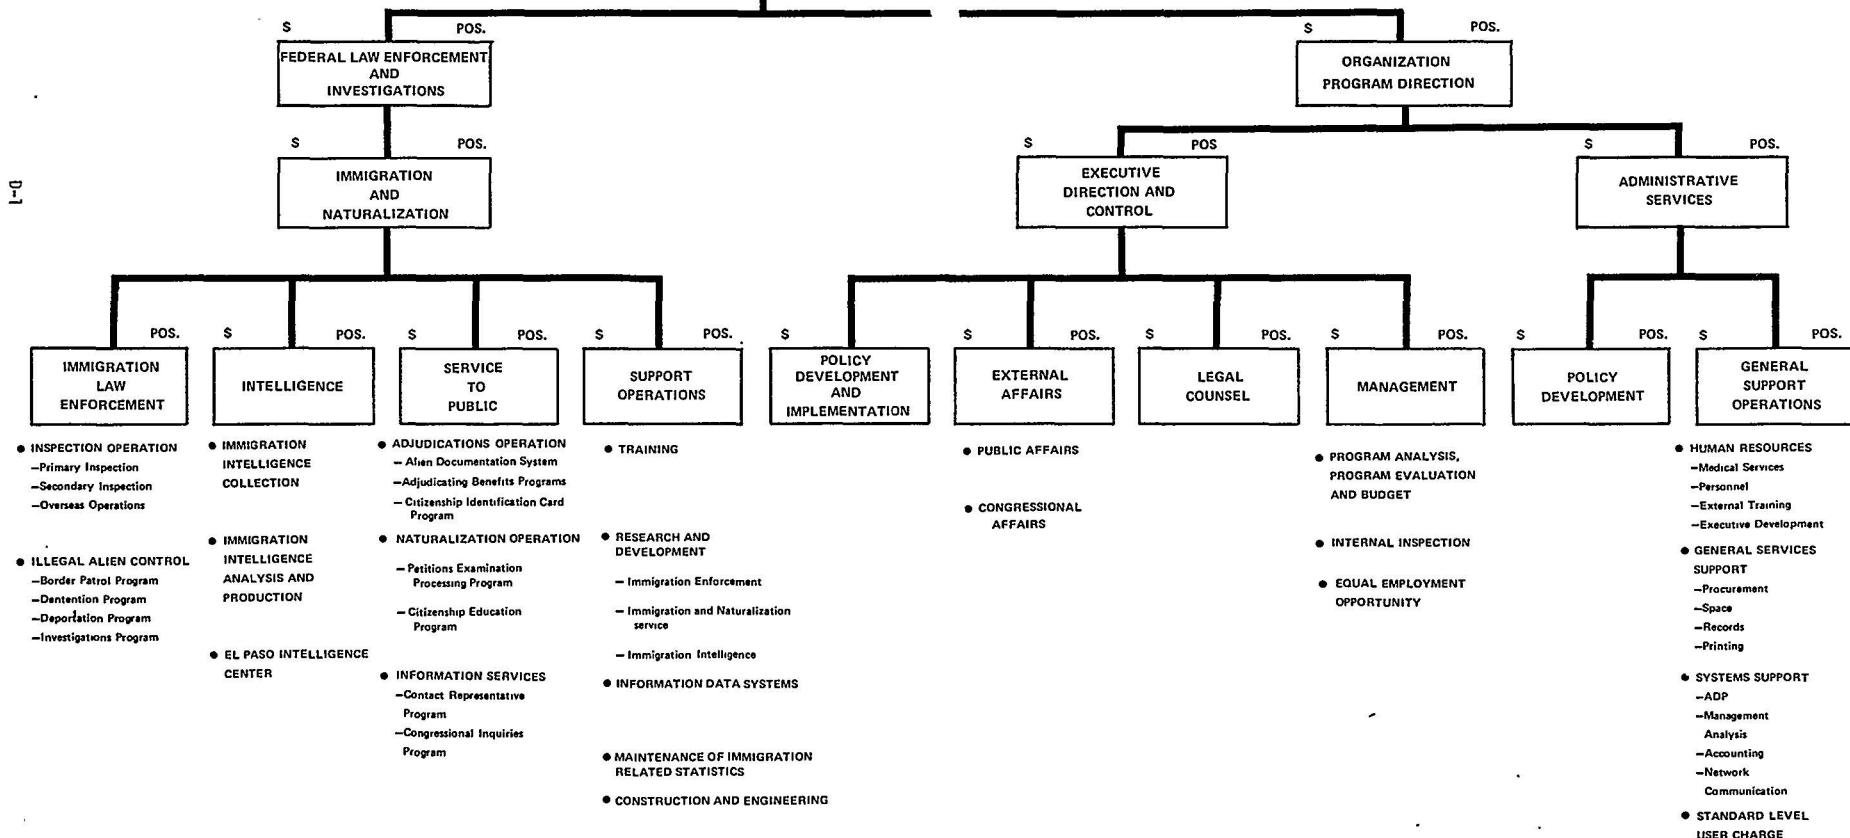 $ POS.
FEDERAL LAW ENFORCEMENT
AND
INVESTIGATIONS
$ POS.
ORGANIZATION
PROGRAM DIRECTION
$ POS.
IMMIGRATION
AND
NATURALIZATION
$ POS
EXECUTIVE
DIRECTION AND
CONTROL
$ POS.
ADMINISTRATIVE
SERVICES
D-1
POS.
IMMIGRATION
LAW
ENFORCEMENT
● INSPECTION OPERATION
—Primary Inspection
—Secondary Inspection
—Overseas Operations
● ILLEGAL ALIEN CONTROL
—Border Patrol Program
—Dentention Program
—Deportation Program
—Investigations Program
$ POS.
INTELLIGENCE
● IMMIGRATION
INTELLIGENCE
COLLECTION
● IMMIGRATION
INTELLIGENCE
ANALYSIS AND
PRODUCTION
● EL PASO INTELLIGENCE
CENTER
$ POS.
SERVICE
TO
PUBLIC
● ADJUDICATIONS OPERATION
— Alien Documentation System
—Adjudicating Benefits Programs
— Citizenship Identification Card
Program
● NATURALIZATION OPERATION
— Petitions Examination
Processing Program
— Citizenship Education
Program
● INFORMATION SERVICES
—Contact Representative
Program
—Congressional Inquiries
Program
$ POS.
SUPPORT
OPERATIONS
● TRAINING
● RESEARCH AND
DEVELOPMENT
— Immigration Enforcement
— Immigration and Naturalization
service
— Immigration Intelligence
● INFORMATION DATA SYSTEMS
● MAINTENANCE OF IMMIGRATION
RELATED STATISTICS
● CONSTRUCTION AND ENGINEERING
$ POS.
POLICY
DEVELOPMENT
AND
IMPLEMENTATION
$ POS.
EXTERNAL
AFFAIRS
● PUBLIC AFFAIRS
● CONGRESSIONAL
AFFAIRS
$ POS.
LEGAL
COUNSEL
$ POS.
MANAGEMENT
● PROGRAM ANALYSIS,
PROGRAM EVALUATION
AND BUDGET
● INTERNAL INSPECTION
● EQUAL EMPLOYMENT
OPPORTUNITY
$ POS.
POLICY
DEVELOPMENT
$ POS.
GENERAL
SUPPORT
OPERATIONS
● HUMAN RESOURCES
—Medical Services
—Personnel
—External Training
—Executive Development
● GENERAL SERVICES
SUPPORT
—Procurement
—Space
—Records
—Printing
● SYSTEMS SUPPORT
—ADP
—Management
Analysis
—Accounting
—Network
Communication
● STANDARD LEVEL
USER CHARGE